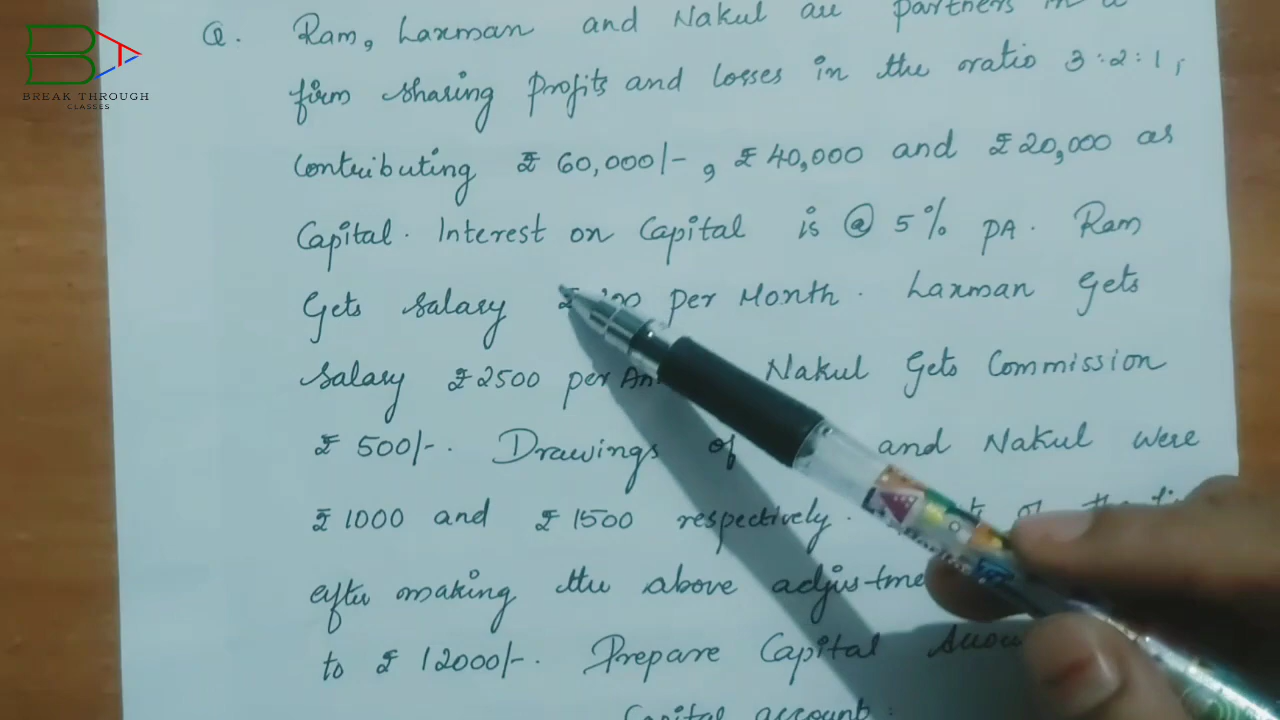 BREAK THROUGH
CLASSES
Q. Ram, Laxman and Nakul are partners in a
firm sharing Profits and losses in the ratio 3:2:1,
Contributing ₹ 60,000/-, ₹ 40,000 and ₹ 20,000 as
Capital. Interest on Capital is @ 5% PA. Ram
Gets Salary ₹ per Month. Laxman Gets
Salary ₹ 2500 per Nakul Gets Commission
₹ 500/-. Drawings of and Nakul were
₹ 1000 and ₹ 1500 respectively. of the
after making the above
to ₹ 12000/-. Prepare Capital
Capital account: